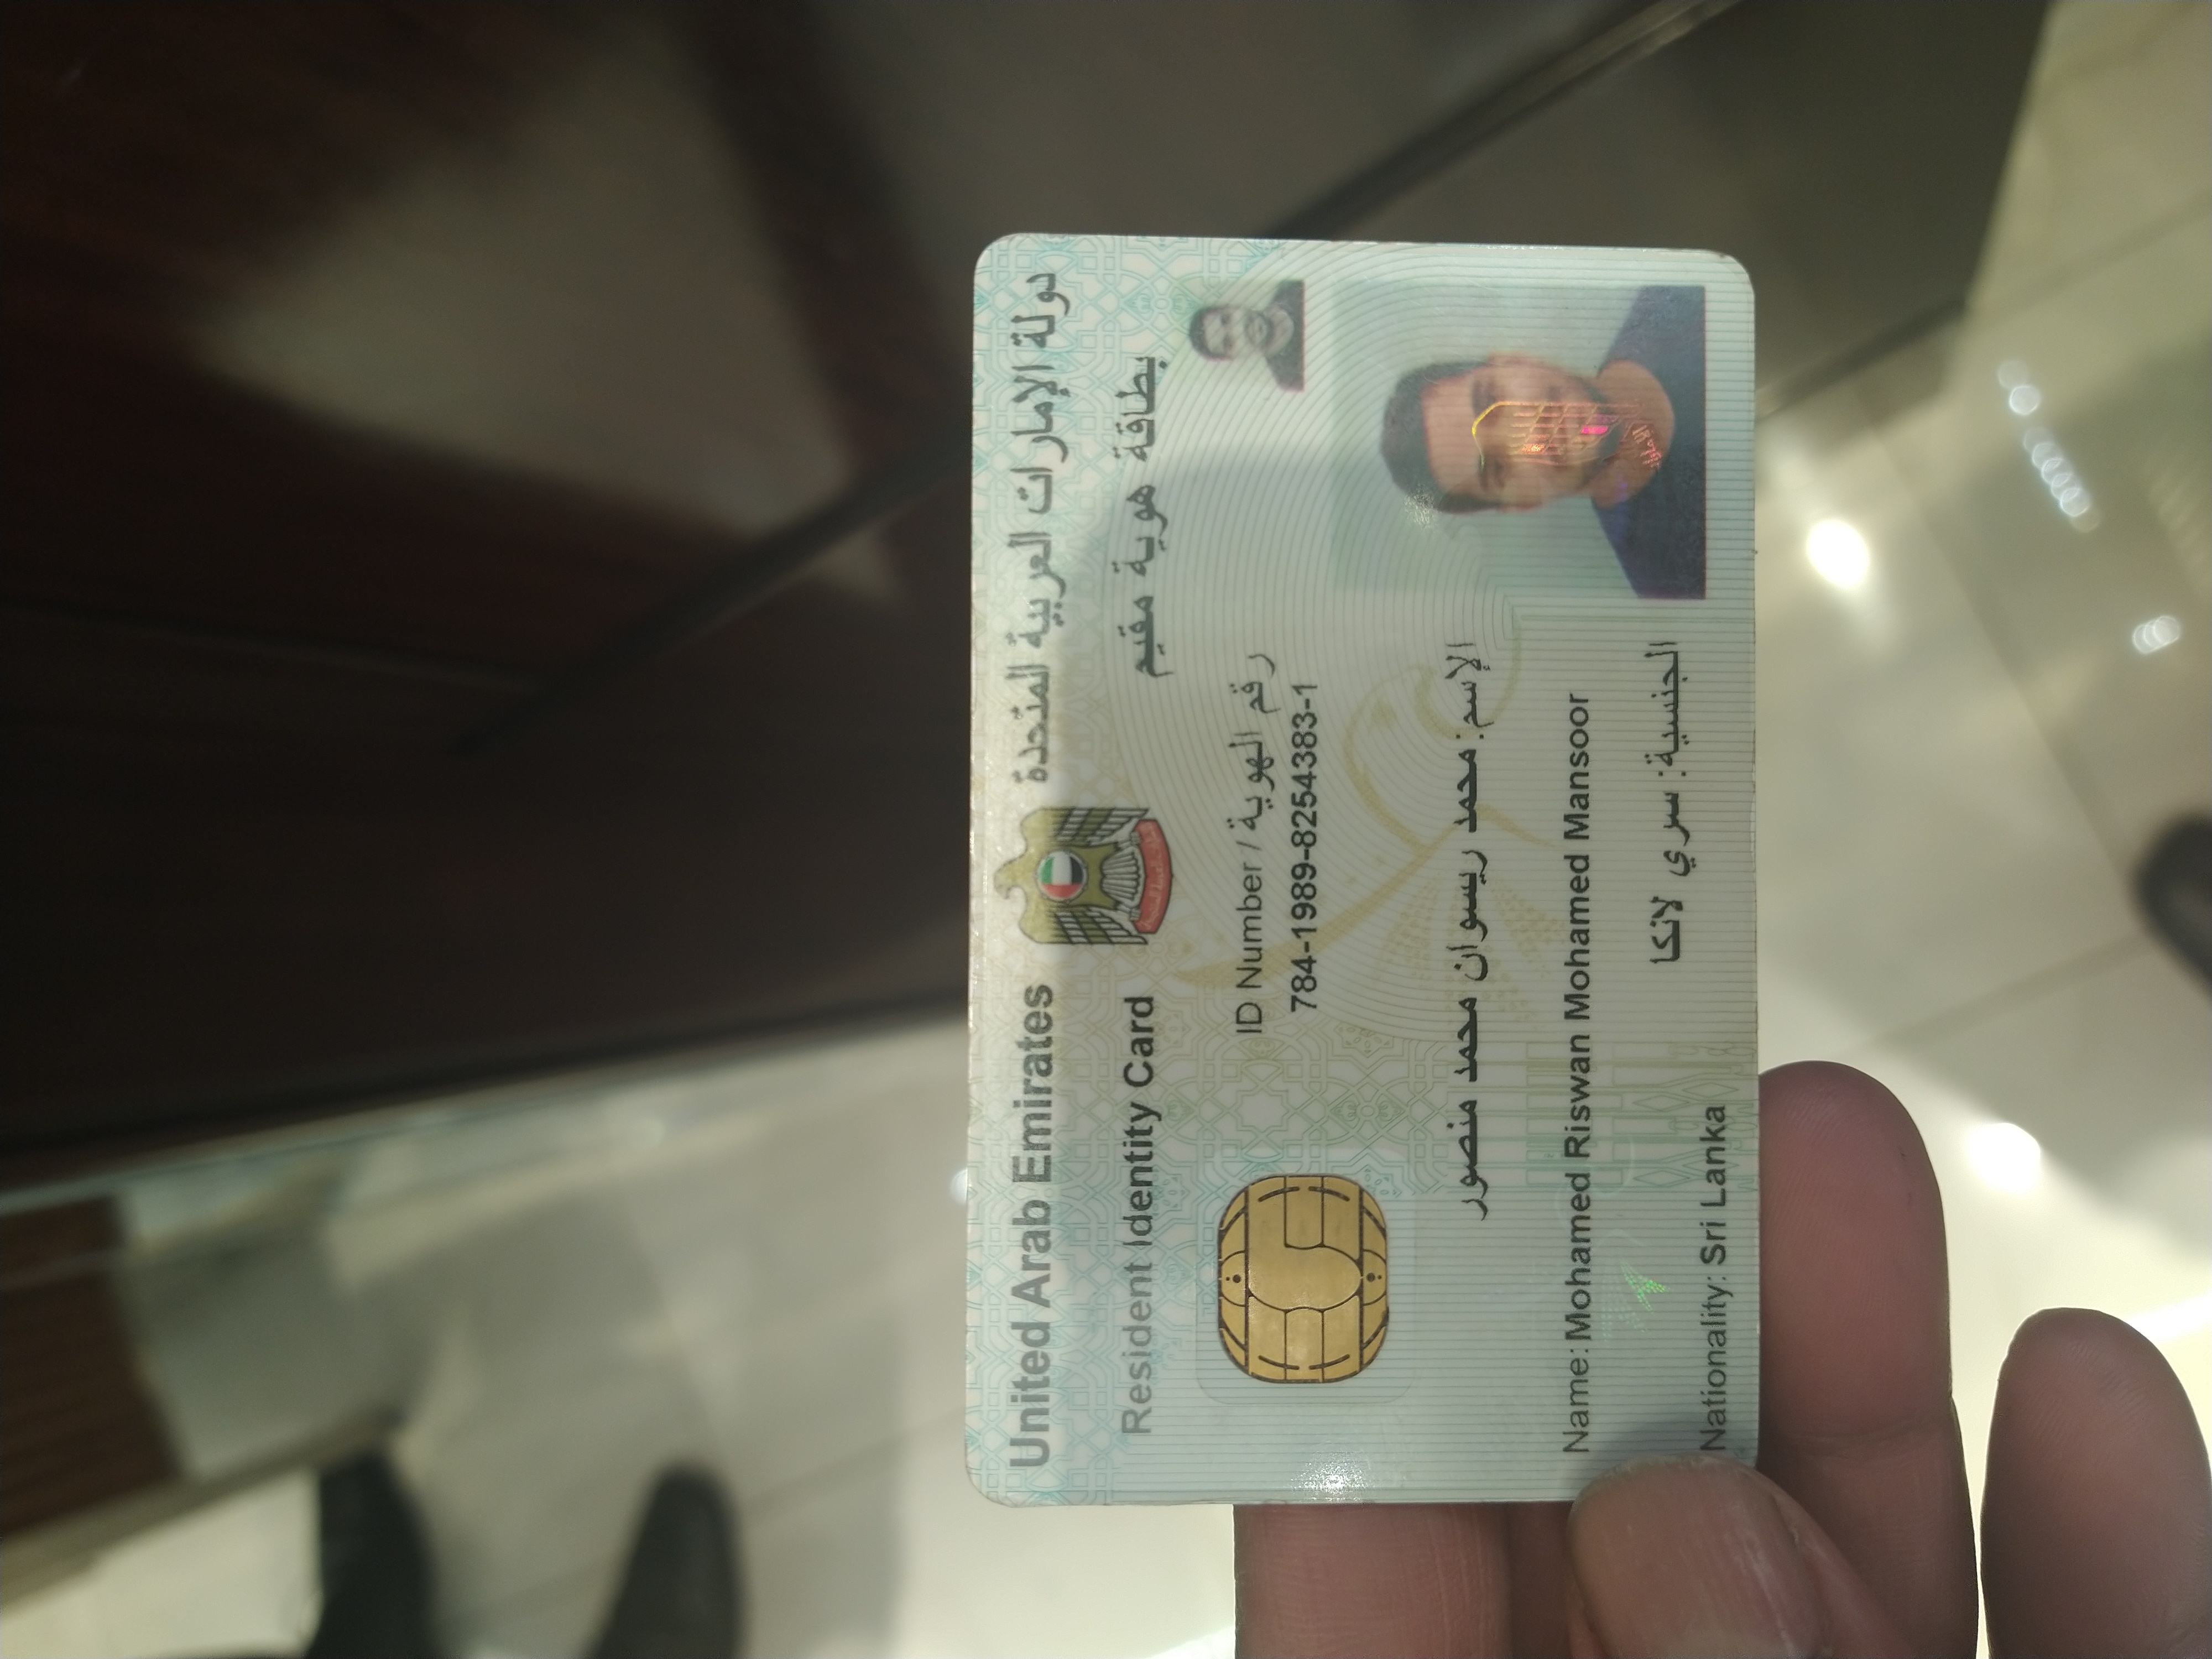 United Arab Emirates
دولة الإمارات العربية المتحدة
Resident Identity Card
بطاقة هوية مقيم
ID Number / رقم الهوية
784-1989-8254383-1
الإسم: محمد ريسوان محمد منصور
Name: Mohamed Riswan Mohamed Mansoor
الجنسية: سري لانكا
Nationality: Sri Lanka